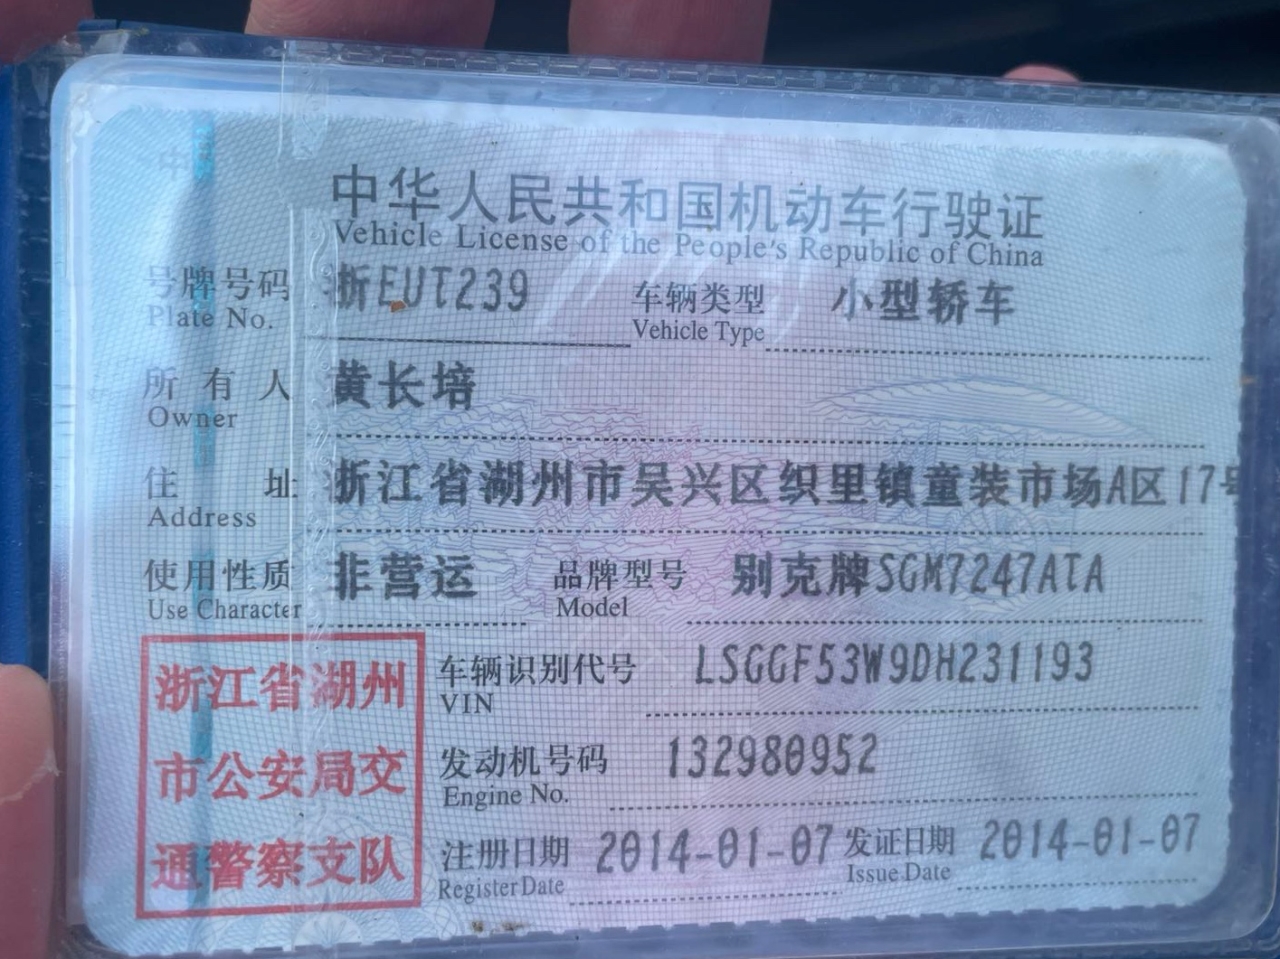 中华人民共和国机动车行驶证
Vehicle License of the People's Republic of China
号牌号码 浙EUT239 车辆类型 小型轿车
Plate No. Vehicle Type
所有人 黄长培
Owner
住址 浙江省湖州市吴兴区织里镇童装市场A区17号
Address
使用性质 非营运 品牌型号 别克牌SGM7247ATA
Use Character Model
浙江省湖州
市公安局交
通警察支队
车辆识别代号 LSGGF53W9DH231193
VIN
发动机号码 132980952
Engine No.
注册日期 2014-01-07 发证日期 2014-01-07
Register Date Issue Date